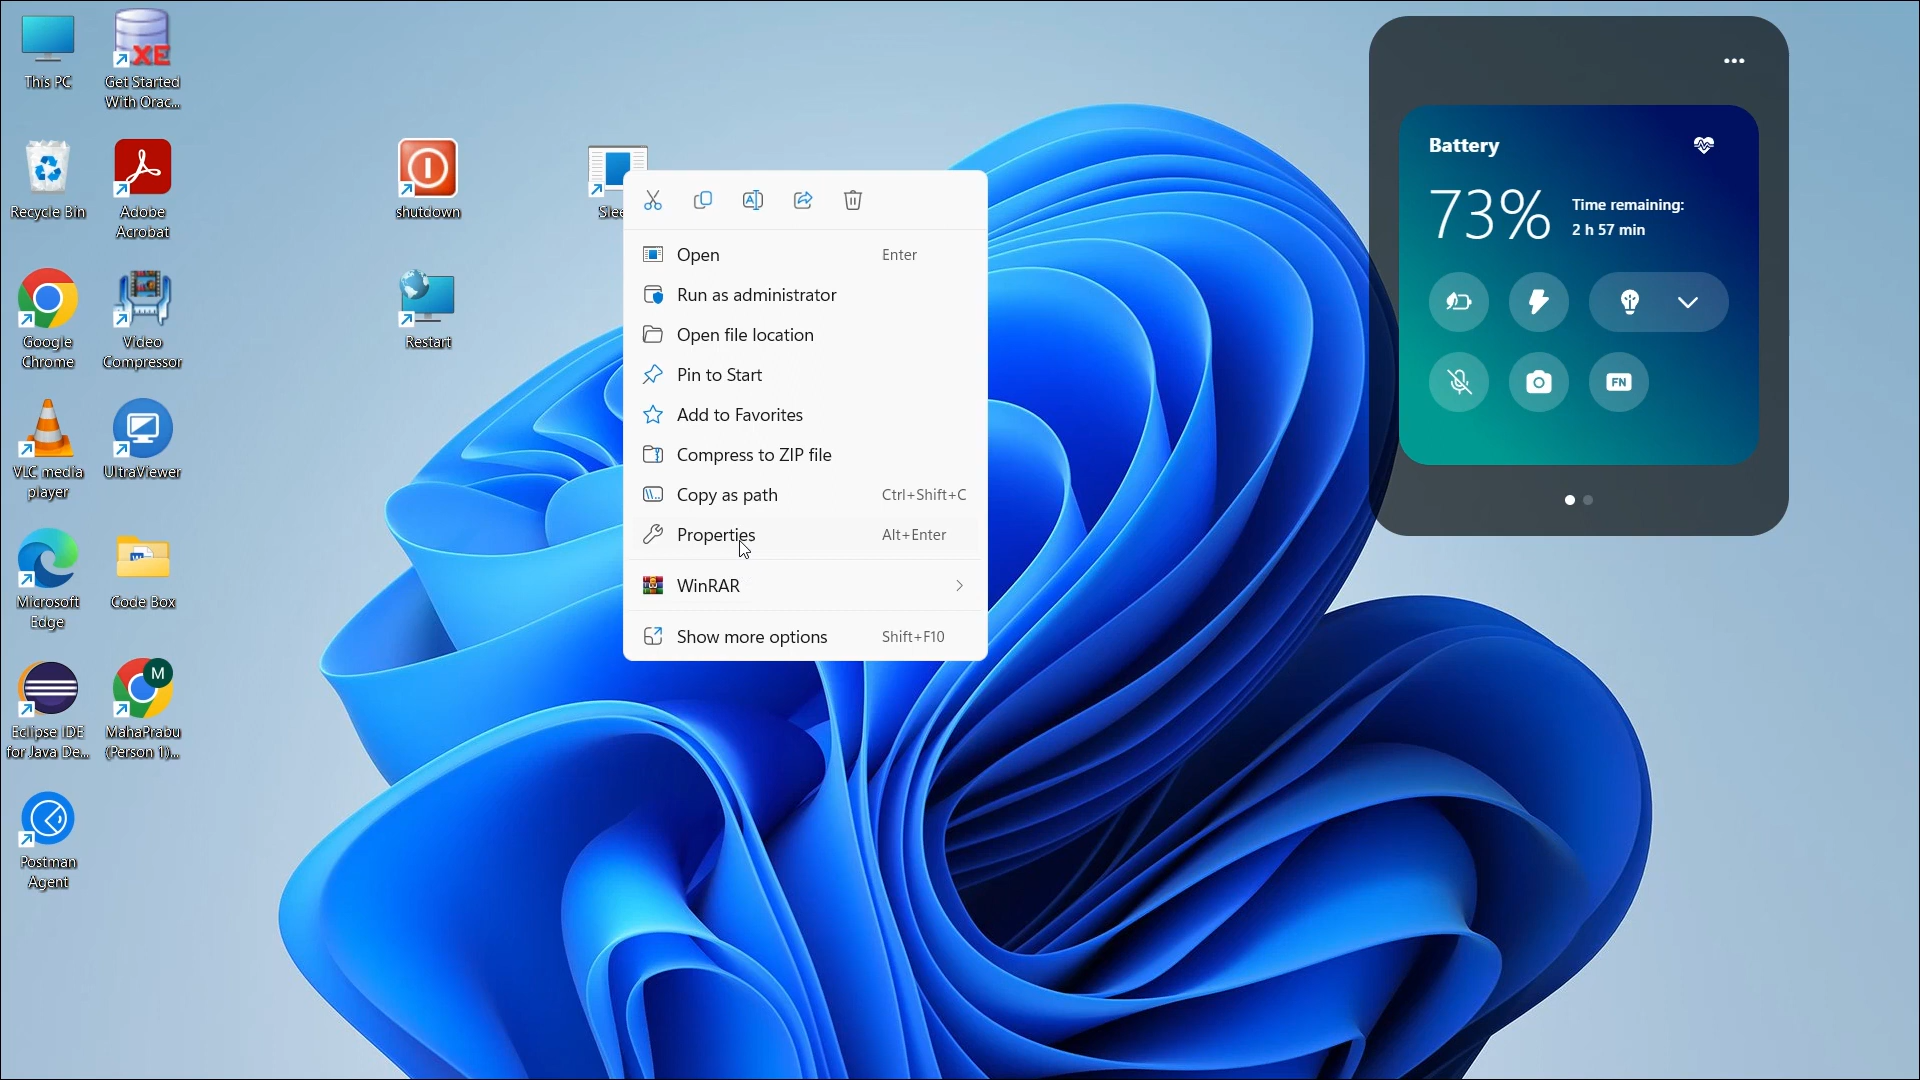 This PC
Get Started
With Orac...
Recycle Bin
Adobe
Acrobat
shutdown
Slee
Google
Chrome
Video
Compressor
Restart
VLC media
player
UltraViewer
Microsoft
Edge
Code Box
Eclipse IDE
for Java De...
MahaPrabu
(Person 1)...
Postman
Agent
XE
M
Open Enter
Run as administrator
Open file location
Pin to Start
Add to Favorites
Compress to ZIP file
Copy as path Ctrl+Shift+C
Properties Alt+Enter
WinRAR
Show more options Shift+F10
Battery
73%
Time remaining:
2 h 57 min
FN